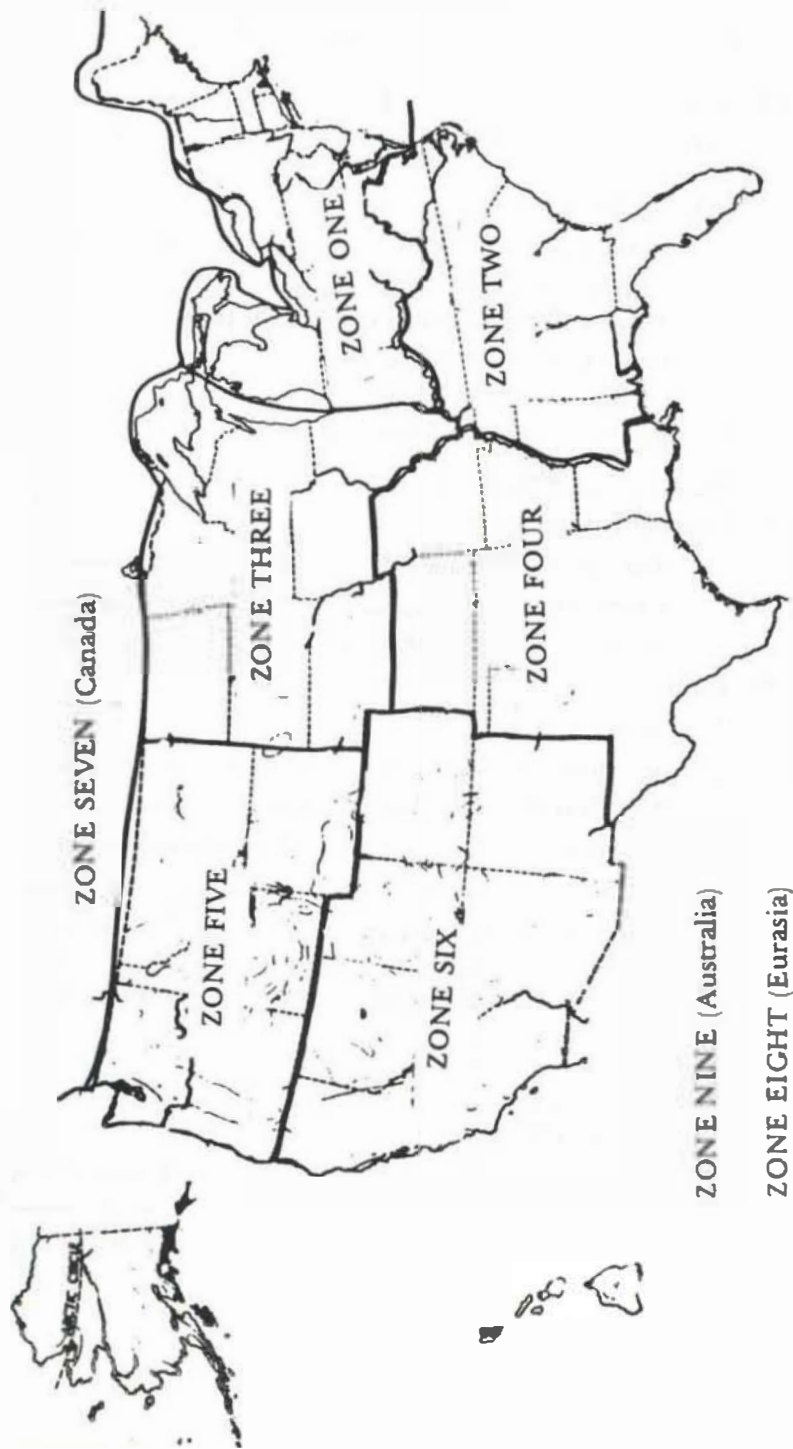 ZONE SEVEN (Canada)
ZONE FIVE
ZONE THREE
ZONE ONE
ZONE SIX
ZONE FOUR
ZONE TWO
ZONE NINE (Australia)
ZONE EIGHT (Eurasia)